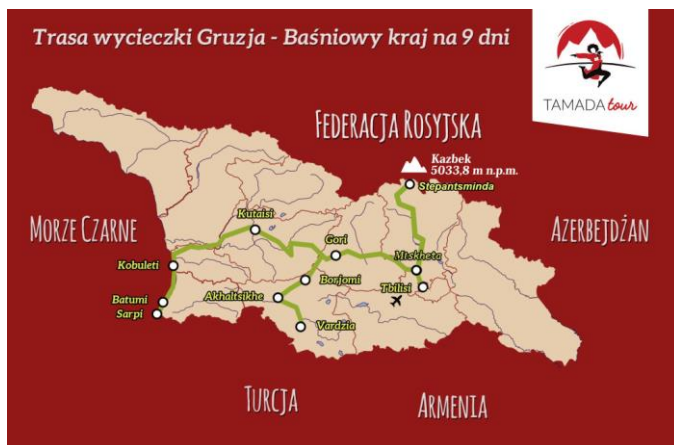 Trasa wycieczki Gruzja - Baśniowy kraj na 9 dni
TAMADA tour
FEDERACJA ROSYJSKA
Kazbek
5033,8 m n.p.m.
Stepantsminda
MORZE CZARNE
AZERBEJDŻAN
Kutaisi
Gori
Kobuleti
Mtskheta
Borjomi
Tbilisi
Akhaltsikhe
Batumi
Sarpi
Vardzia
TURCJA
ARMENIA